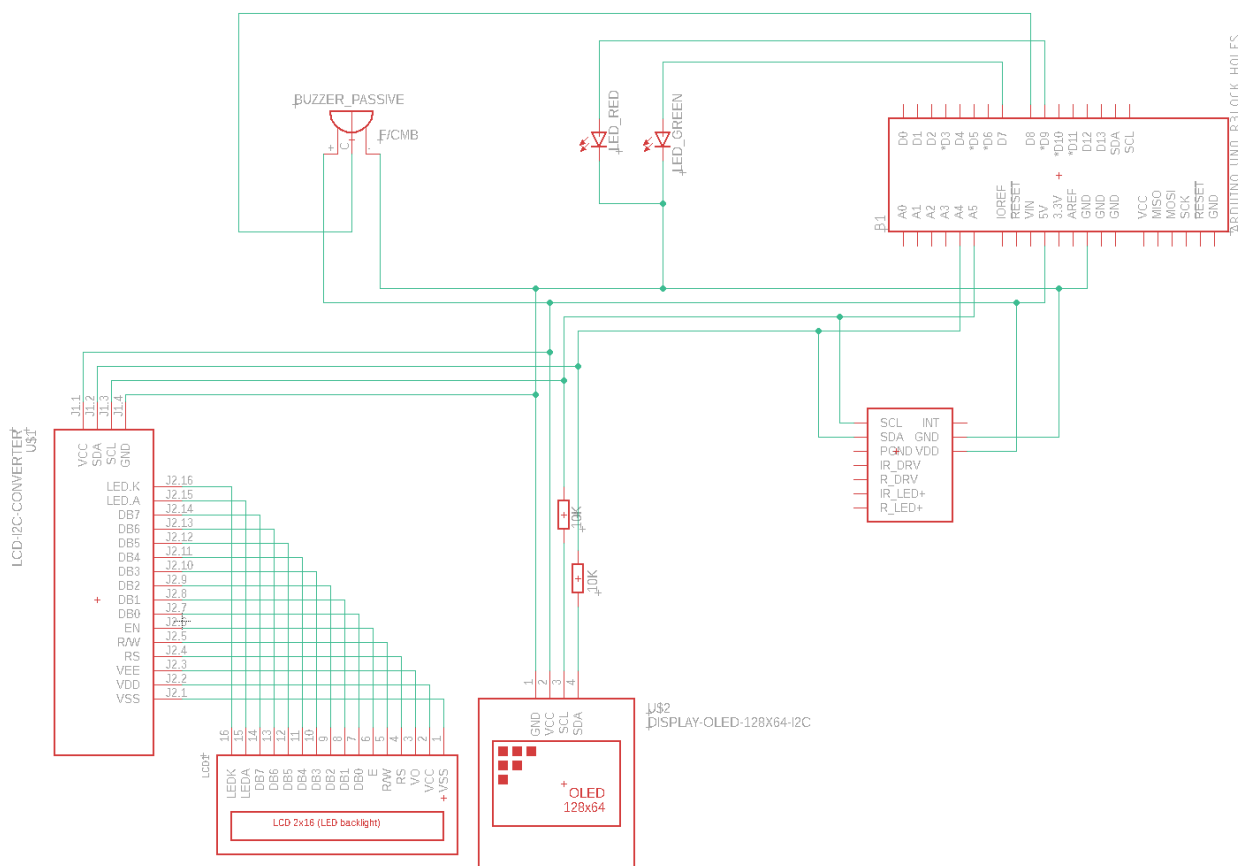 BUZZER_PASSIVE
F/CMB
+
C
-
LED_RED
LED_GREEN
ARDUINO UNO R3LOCK HOLES
B1
D0
D1
D2
*D3
D4
*D5
*D6
D7
D8
*D9
*D10
*D11
D12
D13
SDA
SCL
A0
A1
A2
A3
A4
A5
IOREF
RESET
VIN
5V
3.3V
AREF
GND
GND
GND
VCC
MISO
MOSI
SCK
RESET
GND
SCL INT
SDA GND
PGND VDD
IR_DRV
R_DRV
IR_LED+
R_LED+
LCD-I2C-CONVERTER
U$1
J1.1
J1.2
J1.3
J1.4
VCC
SDA
SCL
GND
LED.K J2.16
LED.A J2.15
DB7 J2.14
DB6 J2.13
DB5 J2.12
DB4 J2.11
DB3 J2.10
DB2 J2.9
DB1 J2.8
DB0 J2.7
EN J2.6
R/W J2.5
RS J2.4
VEE J2.3
VDD J2.2
VSS J2.1
10K
10K
LCD1
16
15
14
13
12
11
10
9
8
7
6
5
4
3
2
1
LEDK
LEDA
DB7
DB6
DB5
DB4
DB3
DB2
DB1
DB0
E
R/W
RS
VO
VCC
VSS
LCD 2x16 (LED backlight)
1
2
3
4
GND
VCC
SCL
SDA
U$2
DISPLAY-OLED-128X64-I2C
OLED
128x64